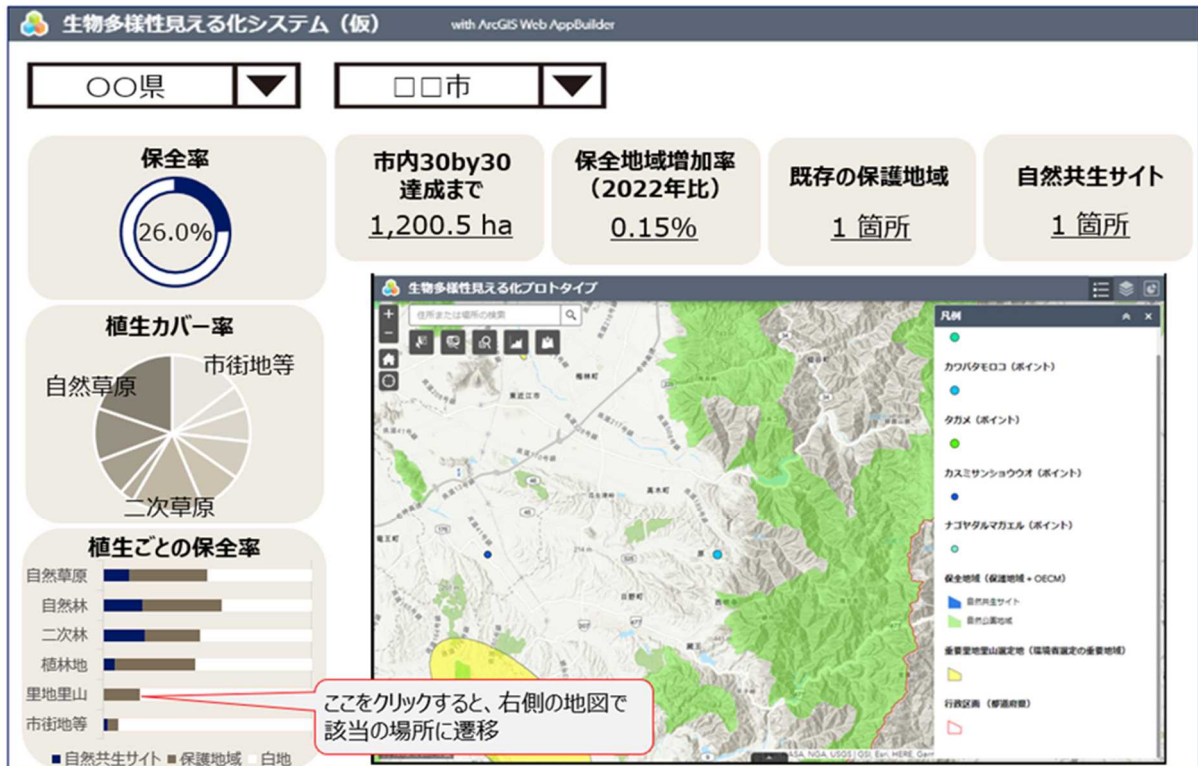 生物多様性見える化システム（仮） with ArcGIS Web AppBuilder
○○県
□□市
保全率
26.0%
市内30by30
達成まで
1,200.5 ha
保全地域増加率
（2022年比）
0.15%
既存の保護地域
1 箇所
自然共生サイト
1 箇所
植生カバー率
市街地等
自然草原
二次草原
植生ごとの保全率
自然草原
自然林
二次林
植林地
里地里山
市街地等
■自然共生サイト ■保護地域 白地
ここをクリックすると、右側の地図で
該当の場所に遷移
生物多様性見える化プロトタイプ
住所または場所の検索
東近江市
高木町
竜王町
日野町
214 m
凡例
カワバタモロコ（ポイント）
タガメ（ポイント）
カスミサンショウウオ（ポイント）
ナゴヤダルマガエル（ポイント）
保全地域（保護地域 + OECM）
自然共生サイト
自然公園地域
重要里地里山選定地（環境省選定の重要地域）
行政区画 （都道府県）